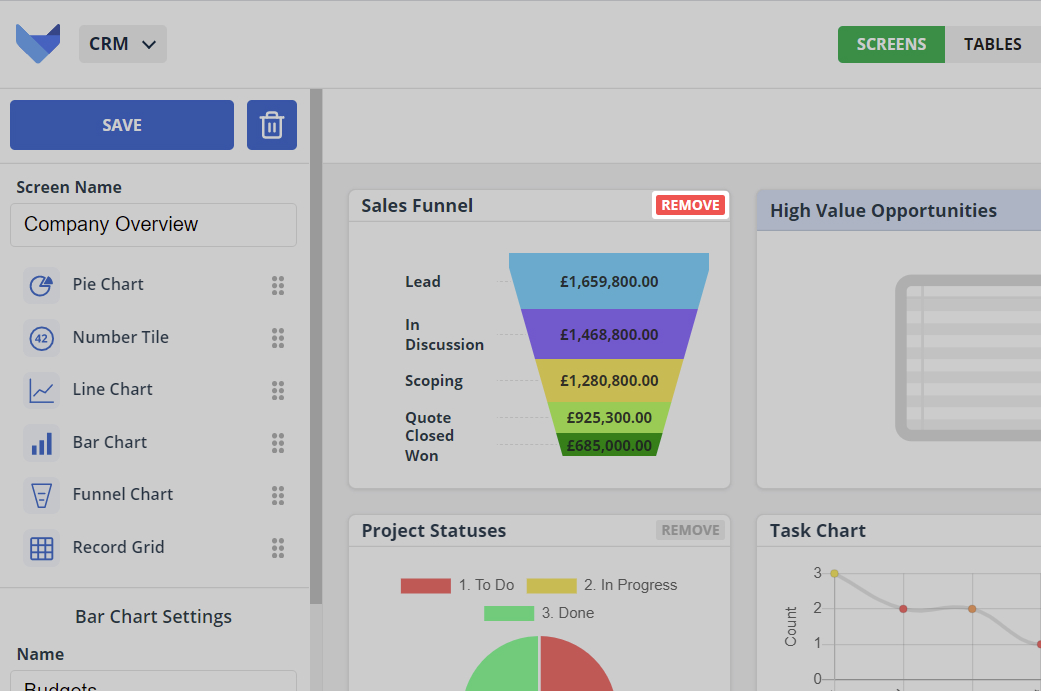 CRM
SCREENS
TABLES
SAVE
Screen Name
Company Overview
Pie Chart
42
Number Tile
Line Chart
Bar Chart
Funnel Chart
Record Grid
Bar Chart Settings
Name
Budgets
Sales Funnel
REMOVE
Lead
£1,659,800.00
In
Discussion
£1,468,800.00
Scoping
£1,280,800.00
Quote
£925,300.00
Closed
Won
£685,000.00
High Value Opportunities
Project Statuses
REMOVE
1. To Do
2. In Progress
3. Done
Task Chart
Count
3
2
1
0